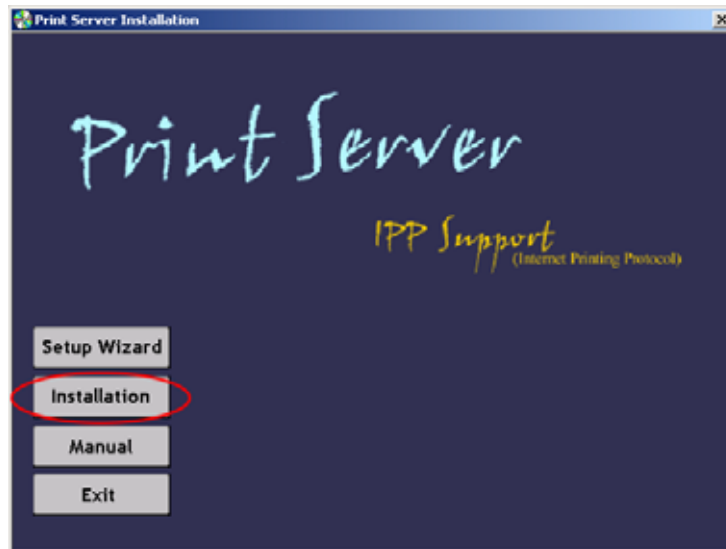 Print Server Installation
Print Server
IPP Support
(Internet Printing Protocol)
Setup Wizard
Installation
Manual
Exit